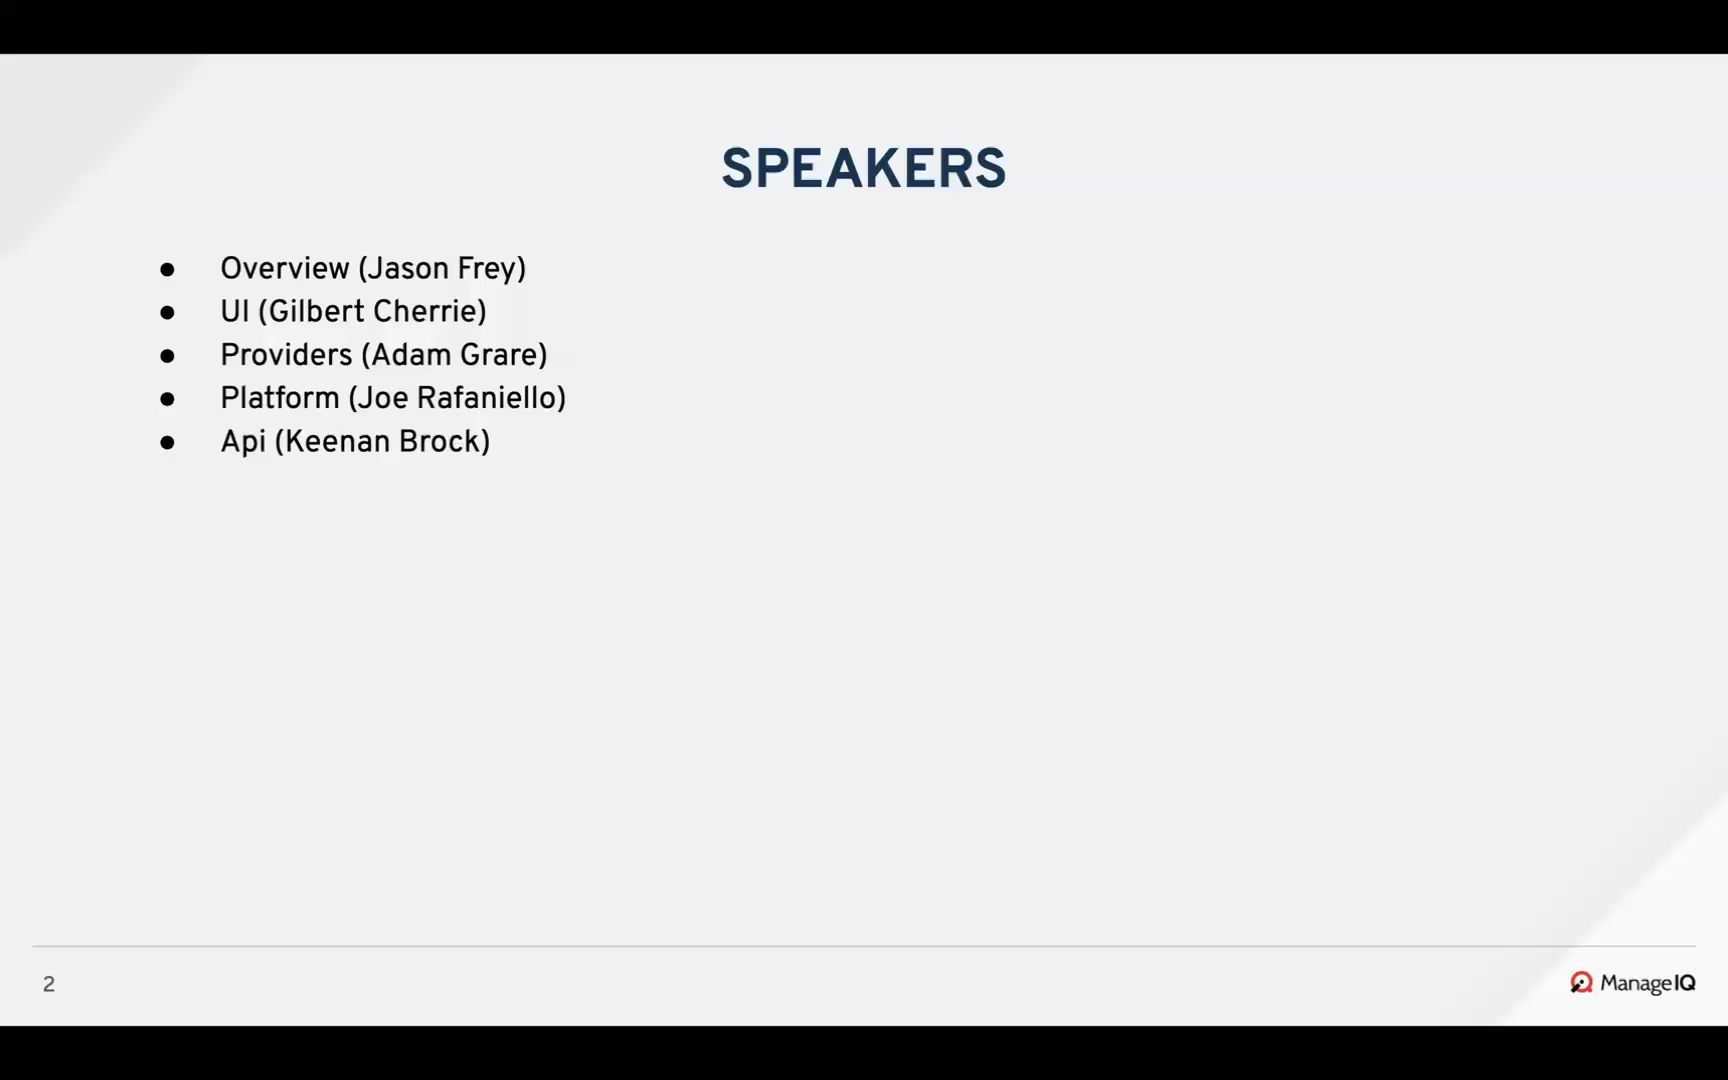 SPEAKERS
● Overview (Jason Frey)
● UI (Gilbert Cherrie)
● Providers (Adam Grare)
● Platform (Joe Rafaniello)
● Api (Keenan Brock)
2
ManageIQ